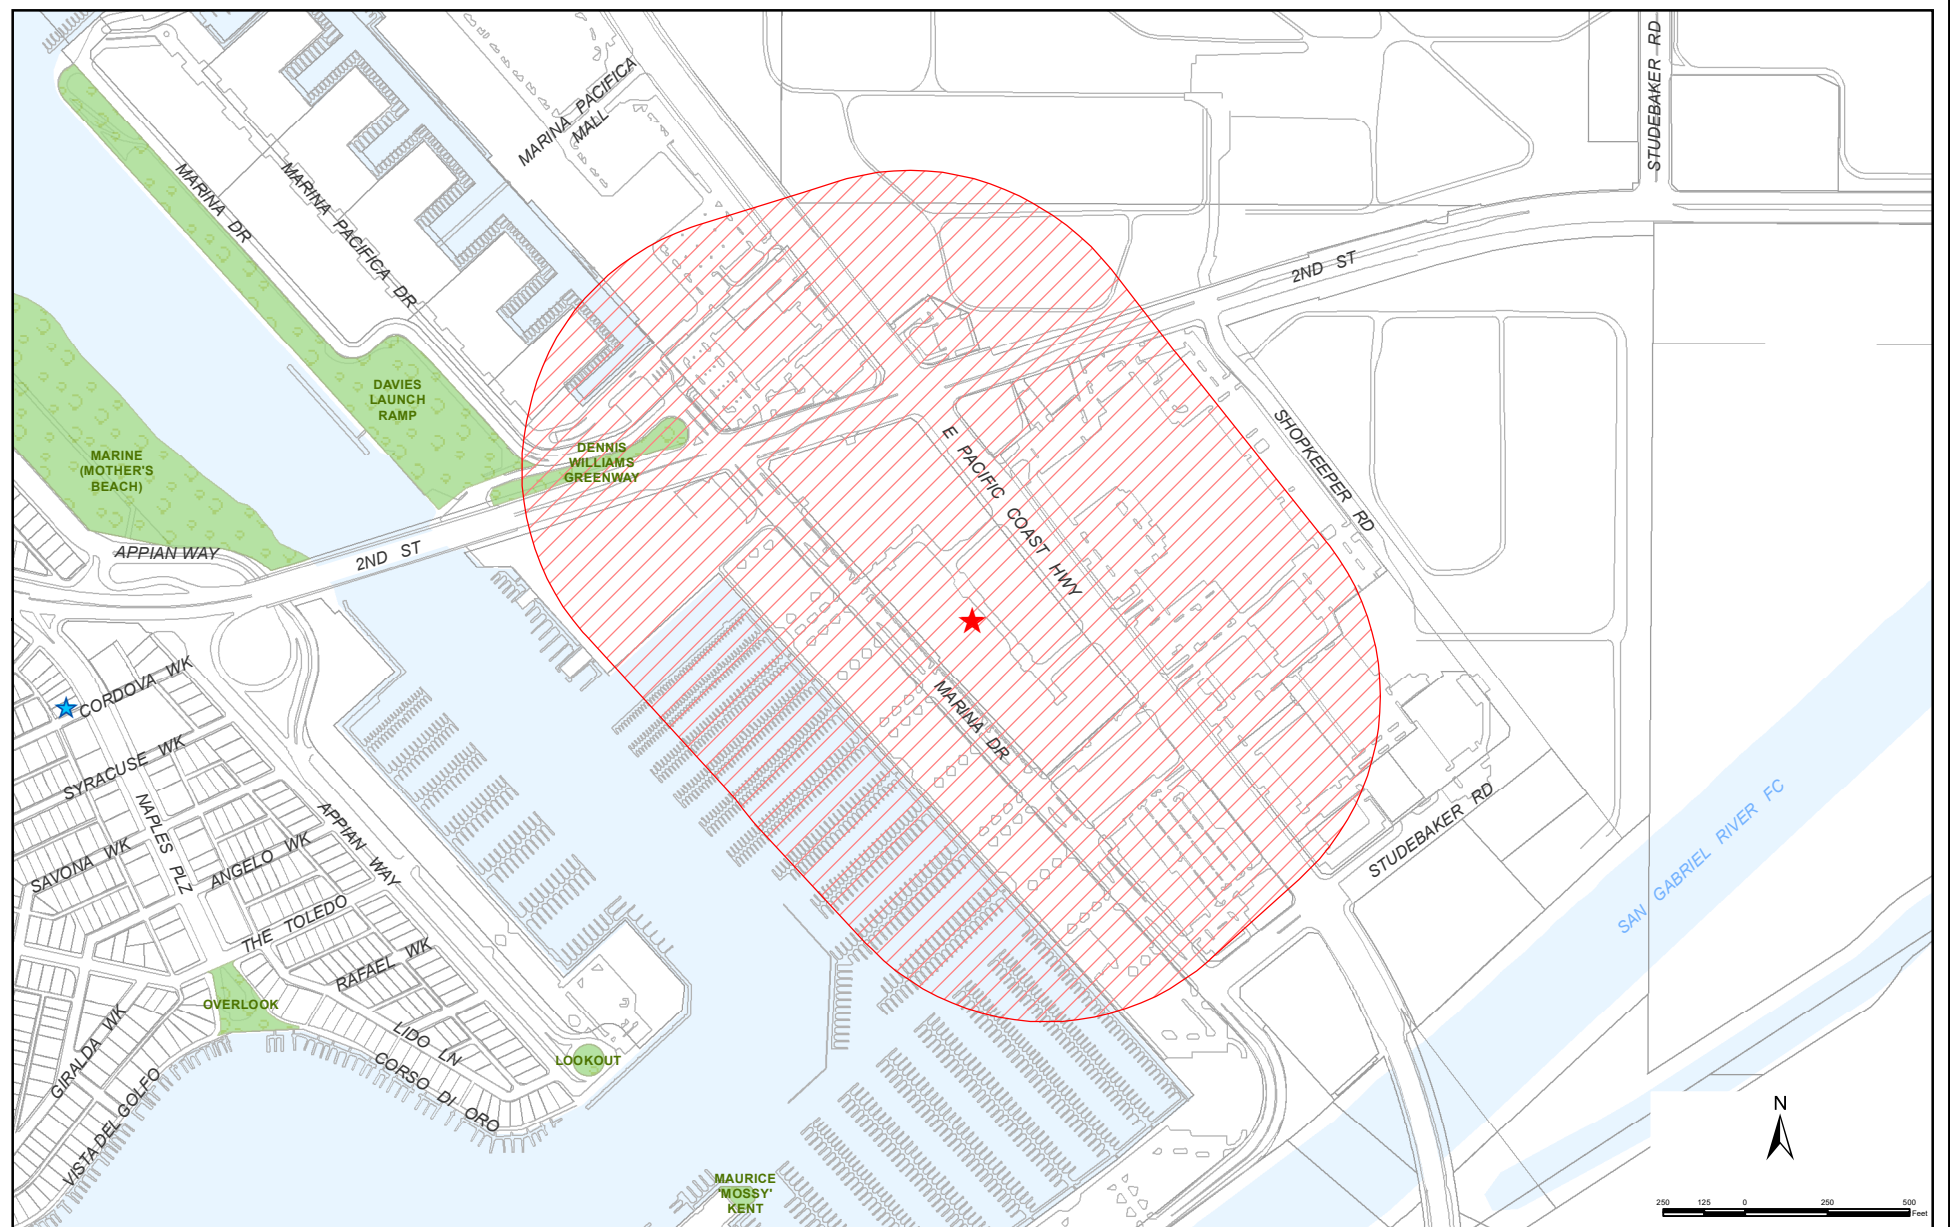 STUDEBAKER RD
MARINA PACIFICA
MALL
MARINA DR
MARINA PACIFICA DR
2ND ST
DAVIES
LAUNCH
RAMP
MARINE
(MOTHER'S
BEACH)
DENNIS
WILLIAMS
GREENWAY
E PACIFIC COAST HWY
SHOPKEEPER RD
APPIAN WAY
2ND ST
CORDOVA WK
SYRACUSE WK
MARINA DR
NAPLES PLZ
APPIAN WAY
SAVONA WK
ANGELO WK
STUDEBAKER RD
SAN GABRIEL RIVER FC
THE TOLEDO
RAFAEL WK
OVERLOOK
LIDO LN
GIRALDA WK
CORSO DI ORO
LOOKOUT
VISTA DEL GOLFO
MAURICE
'MOSSY'
KENT
N
250 125 0 250 500
Feet